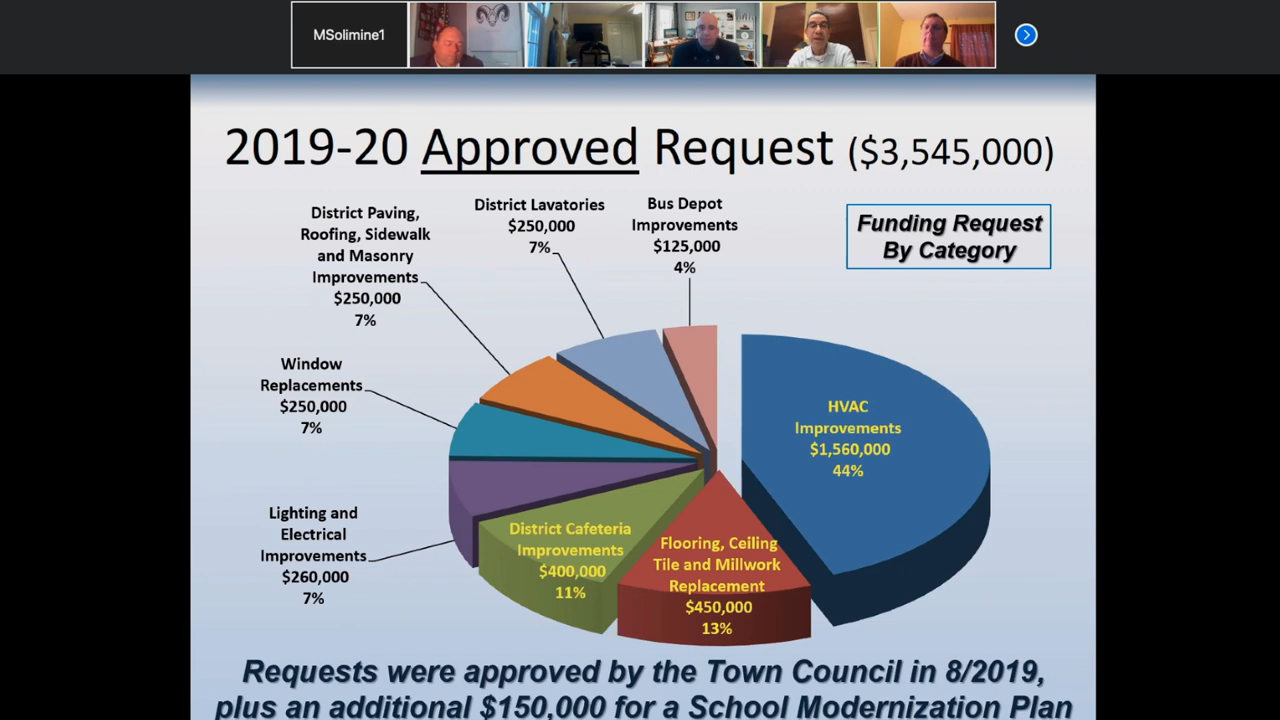 MSolimine1
2019-20 Approved Request ($3,545,000)
Funding Request
By Category
District Paving,
Roofing, Sidewalk
and Masonry
Improvements
$250,000
7%
District Lavatories
$250,000
7%
Bus Depot
Improvements
$125,000
4%
Window
Replacements
$250,000
7%
HVAC
Improvements
$1,560,000
44%
Lighting and
Electrical
Improvements
$260,000
7%
District Cafeteria
Improvements
$400,000
11%
Flooring, Ceiling
Tile and Millwork
Replacement
$450,000
13%
Requests were approved by the Town Council in 8/2019,
plus an additional $150,000 for a School Modernization Plan